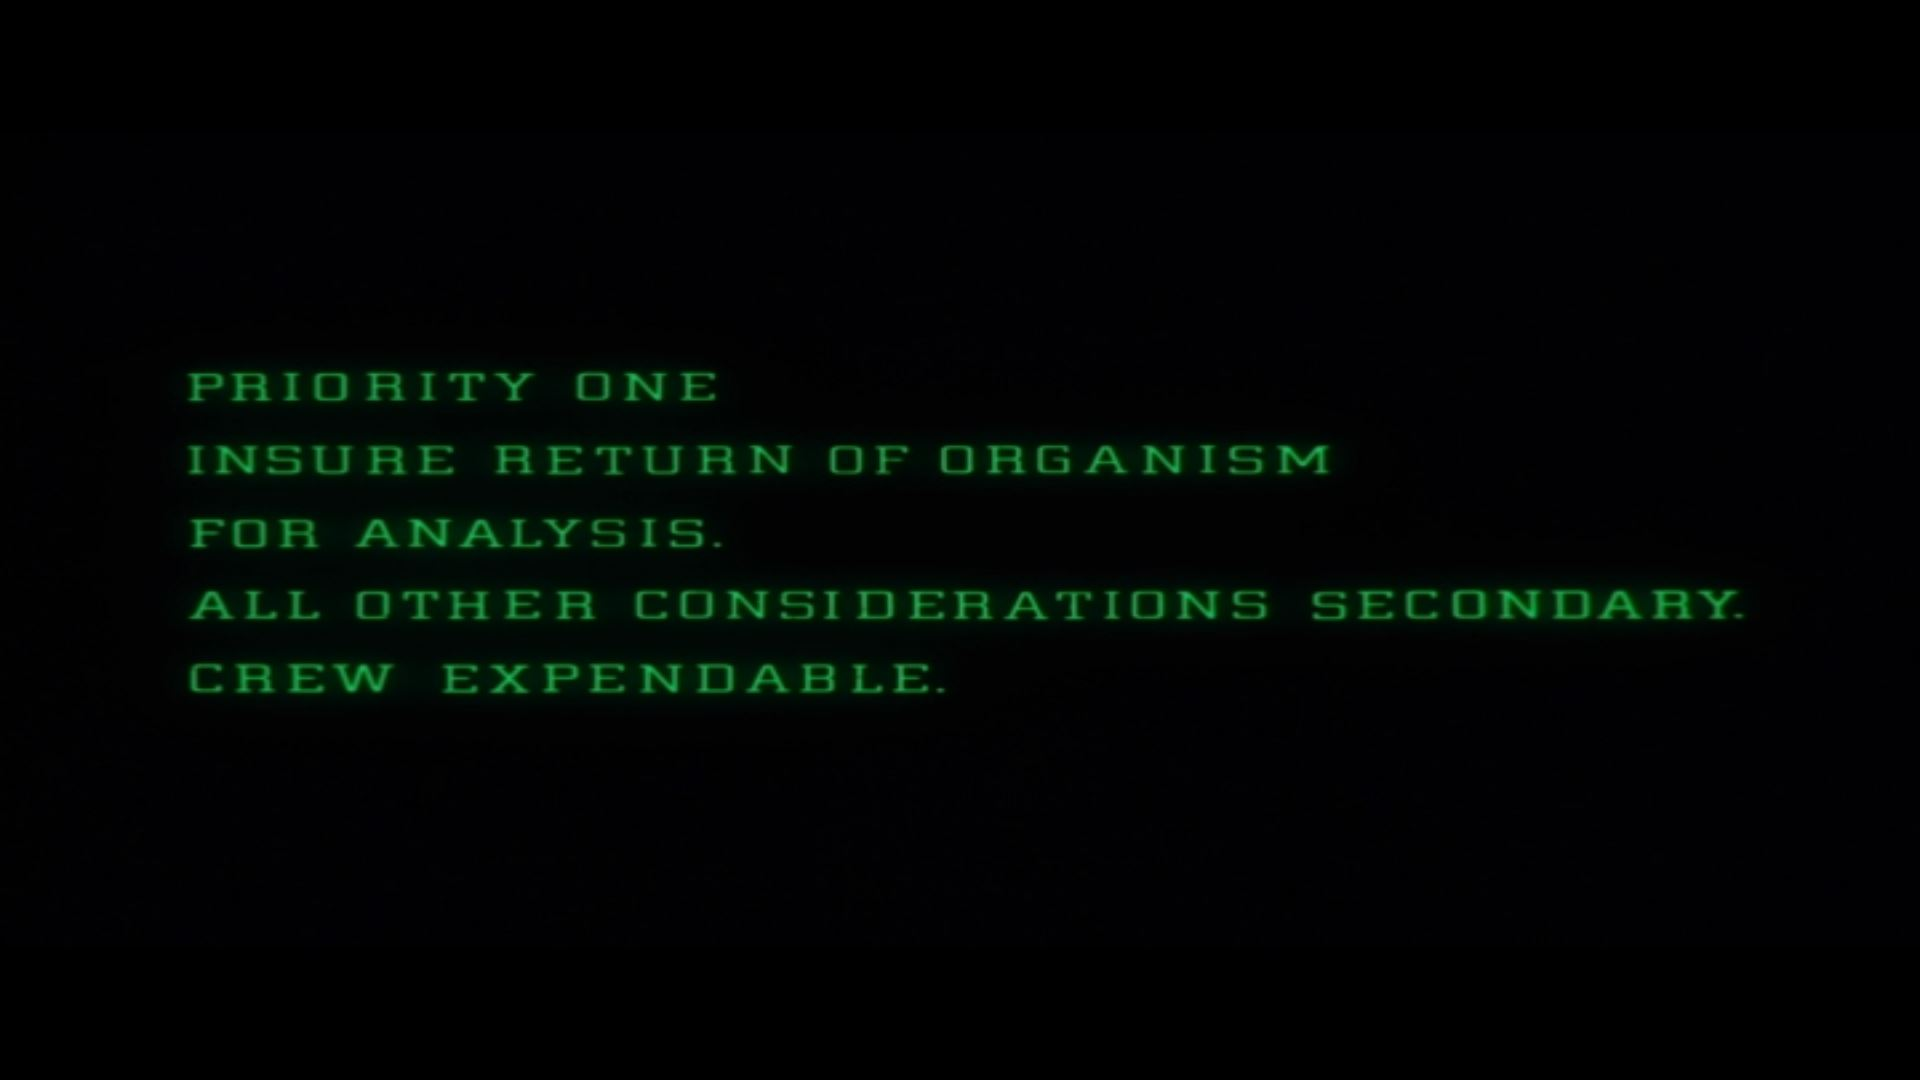 PRIORITY ONE
INSURE RETURN OF ORGANISM
FOR ANALYSIS.
ALL OTHER CONSIDERATIONS SECONDARY.
CREW EXPENDABLE.